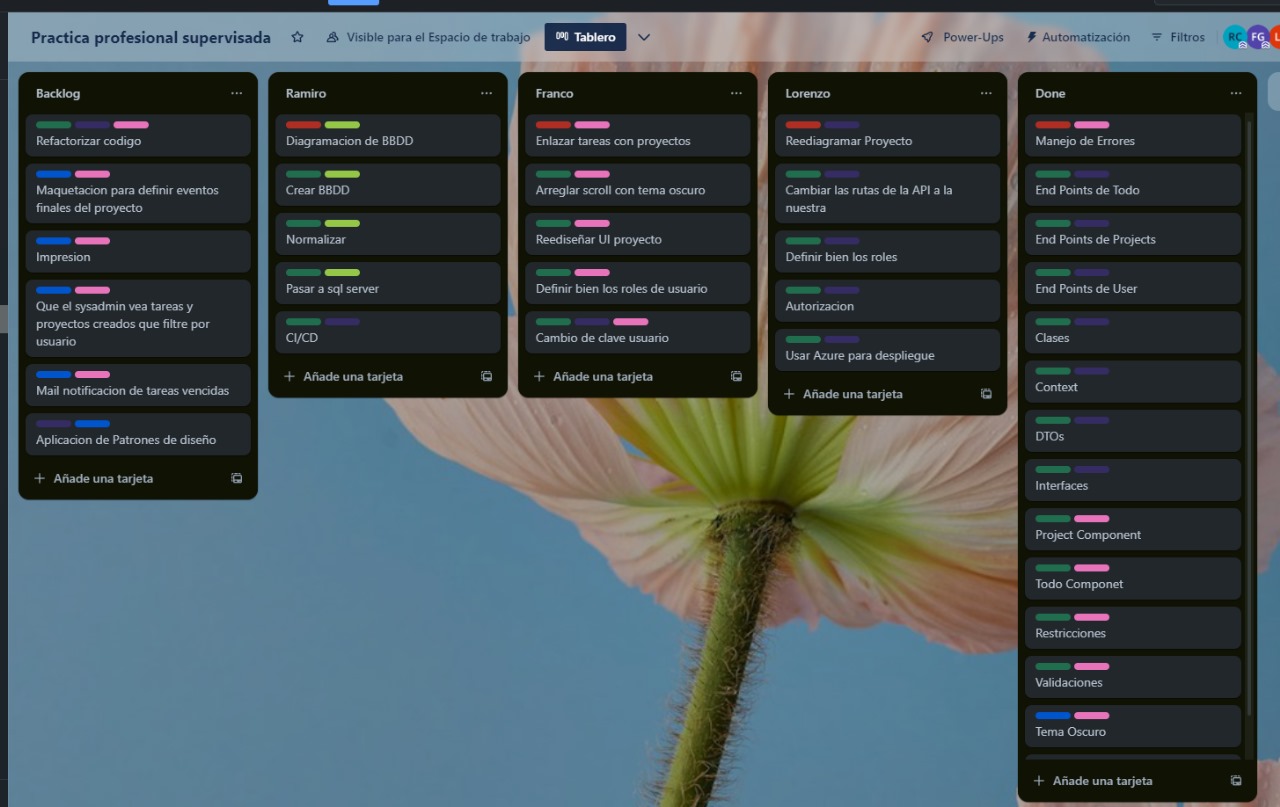 Practica profesional supervisada
Visible para el Espacio de trabajo
Tablero
Power-Ups
Automatización
Filtros
RC
FG
Backlog
Refactorizar codigo
Maquetacion para definir eventos
finales del proyecto
Impresion
Que el sysadmin vea tareas y
proyectos creados que filtre por
usuario
Mail notificacion de tareas vencidas
Aplicacion de Patrones de diseño
Añade una tarjeta
Ramiro
Diagramacion de BBDD
Crear BBDD
Normalizar
Pasar a sql server
CI/CD
Añade una tarjeta
Franco
Enlazar tareas con proyectos
Arreglar scroll con tema oscuro
Reediseñar UI proyecto
Definir bien los roles de usuario
Cambio de clave usuario
Añade una tarjeta
Lorenzo
Reediagramar Proyecto
Cambiar las rutas de la API a la
nuestra
Definir bien los roles
Autorizacion
Usar Azure para despliegue
Añade una tarjeta
Done
Manejo de Errores
End Points de Todo
End Points de Projects
End Points de User
Clases
Context
DTOs
Interfaces
Project Component
Todo Componet
Restricciones
Validaciones
Tema Oscuro
Añade una tarjeta